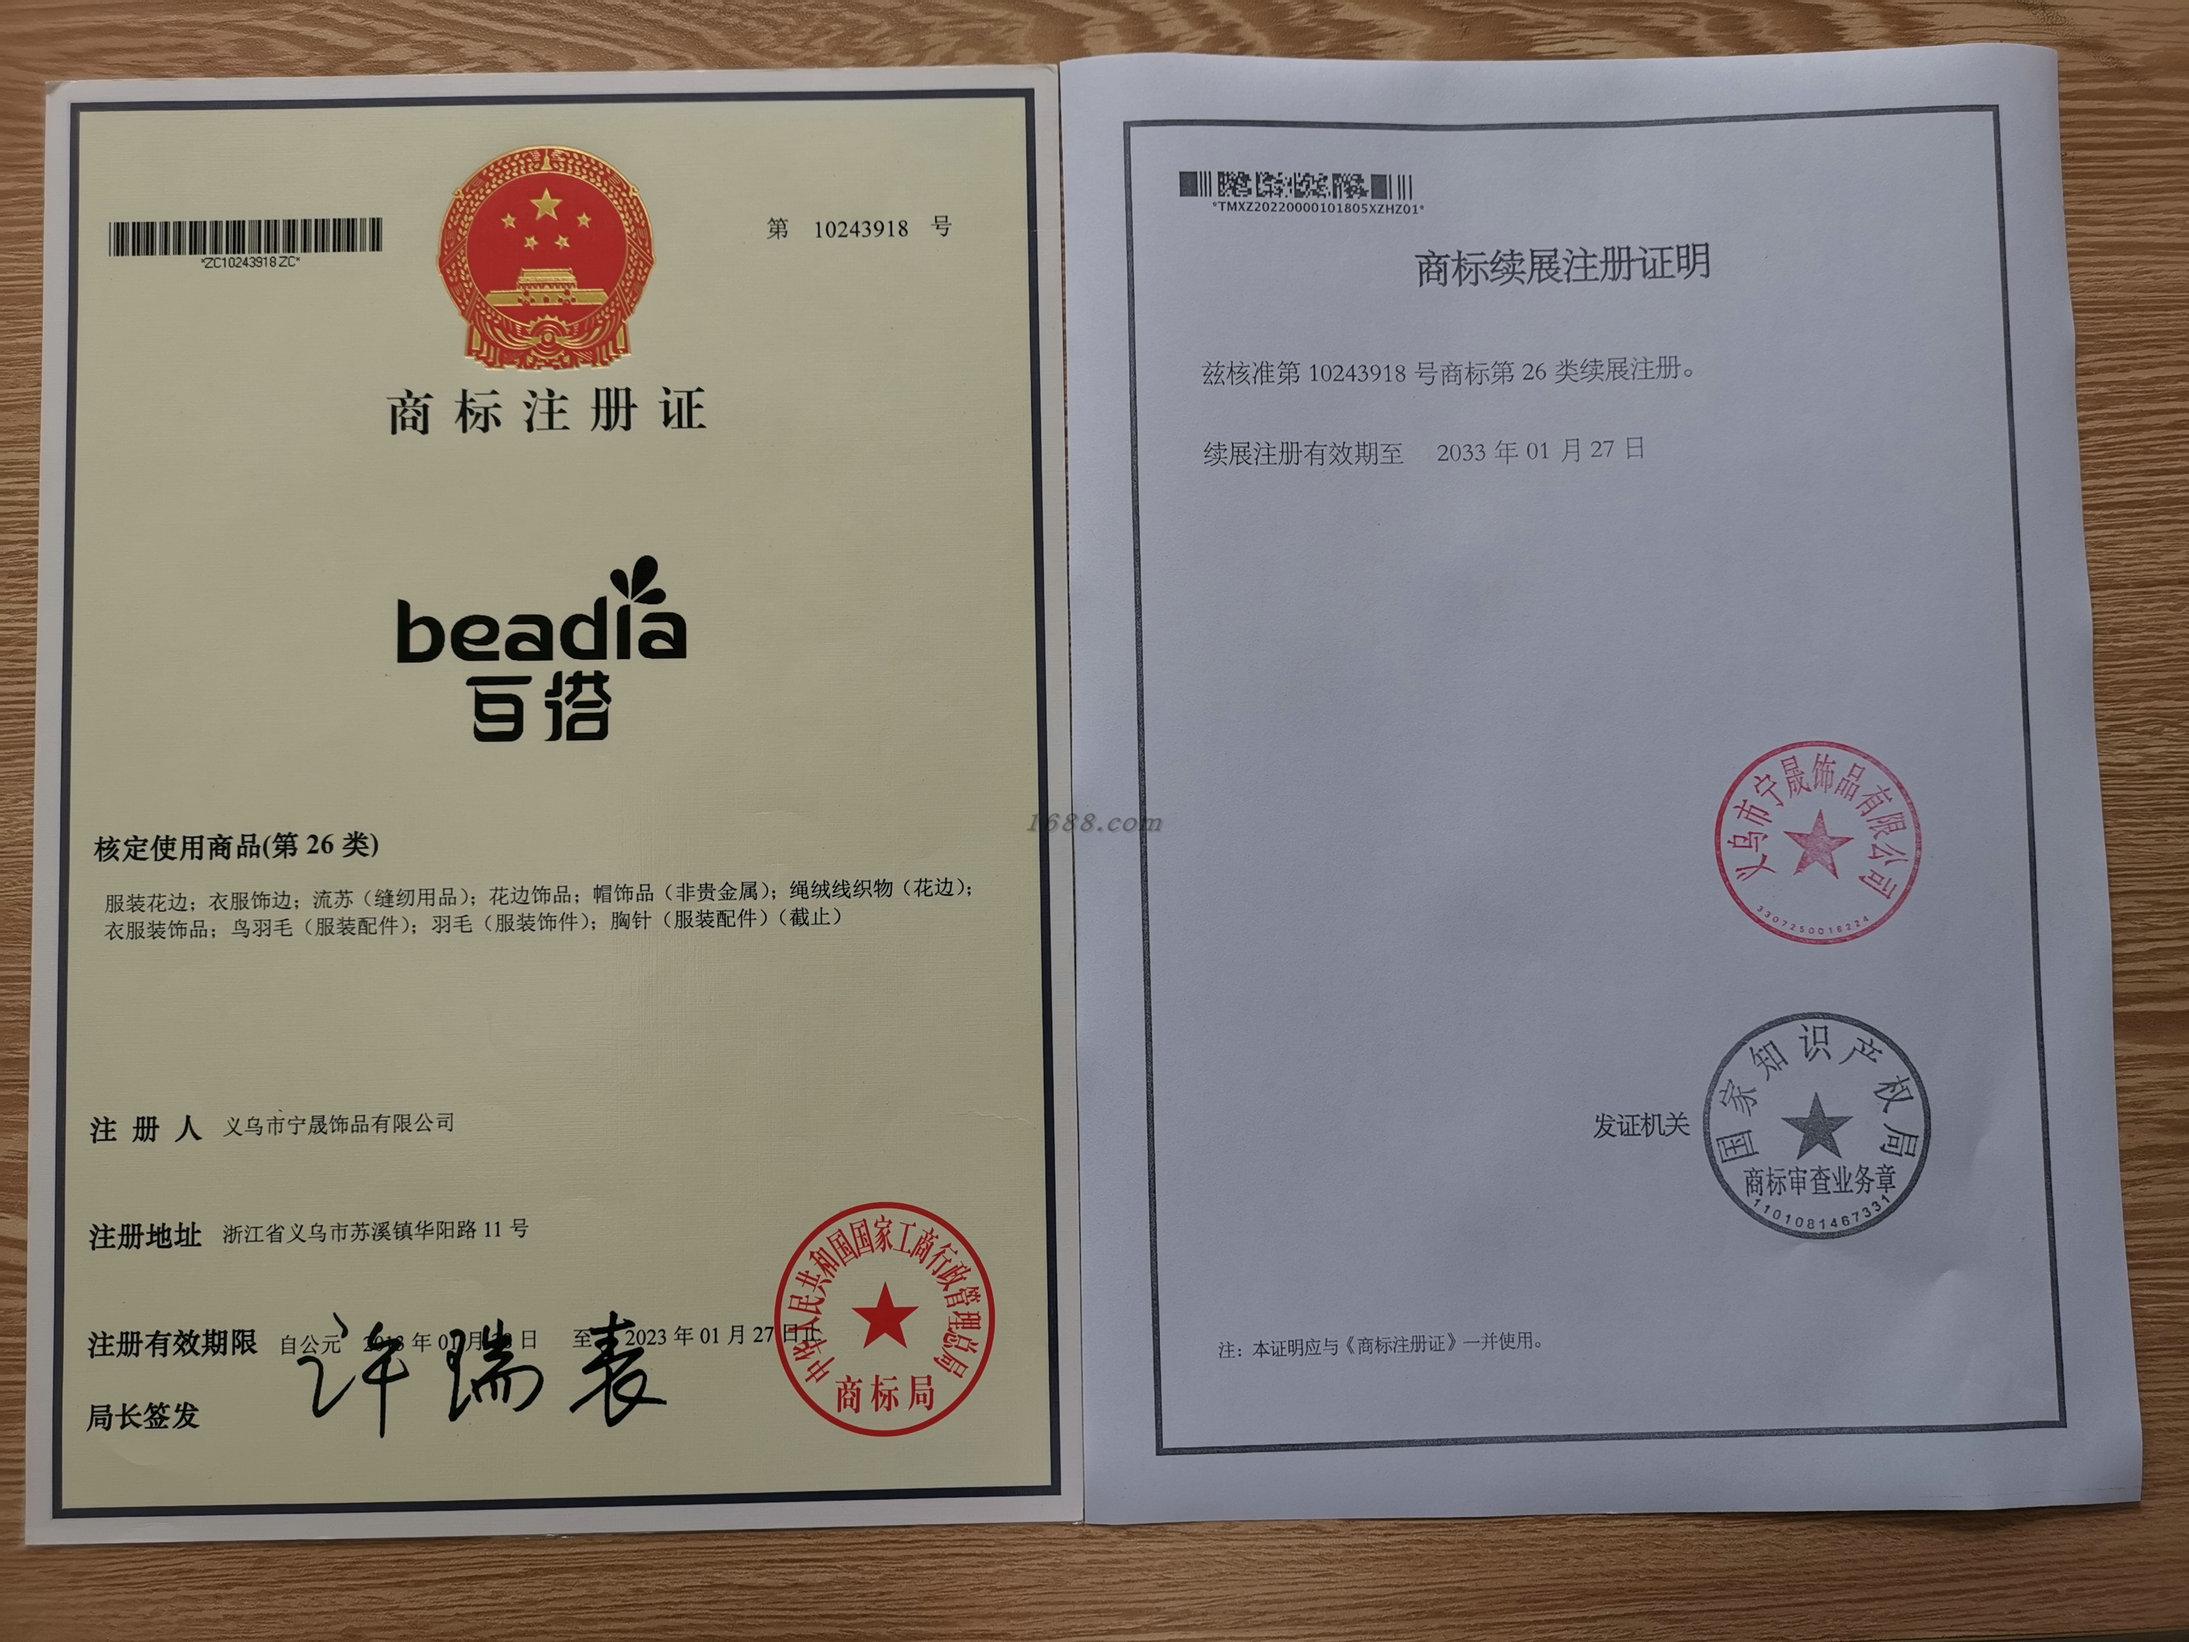 *ZC10243918ZC*
第 10243918 号
商标注册证
beadia
百搭
核定使用商品(第 26 类)
服装花边；衣服饰边；流苏（缝纫用品）；花边饰品；帽饰品（非贵金属）；绳绒线织物（花边）；
衣服装饰品；鸟羽毛（服装配件）；羽毛（服装饰件）；胸针（服装配件）（截止）
注册人 义乌市宁晟饰品有限公司
注册地址 浙江省义乌市苏溪镇华阳路 11 号
注册有效期限 自公元 2013 年 01 月 日 至 2023 年 01 月 27 日止
局长签发
许瑞表
中华人民共和国国家工商行政管理总局
商标局
1688.com
*TMXZ20220000101805XZHZ01*
商标续展注册证明
兹核准第 10243918 号商标第 26 类续展注册。
续展注册有效期至 2033 年 01 月 27 日
义乌市宁晟饰品有限公司
3307250016224
发证机关
国家知识产权局
商标审查业务章
1101081467331
注：本证明应与《商标注册证》一并使用。